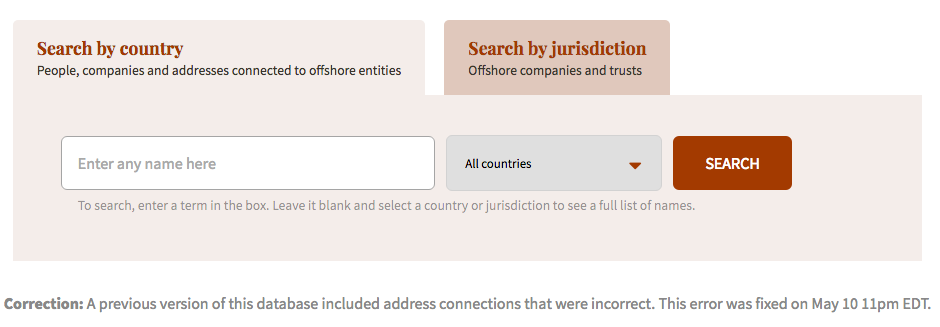 Search by country
People, companies and addresses connected to offshore entities
Search by jurisdiction
Offshore companies and trusts
Enter any name here
All countries
SEARCH
To search, enter a term in the box. Leave it blank and select a country or jurisdiction to see a full list of names.
Correction: A previous version of this database included address connections that were incorrect. This error was fixed on May 10 11pm EDT.